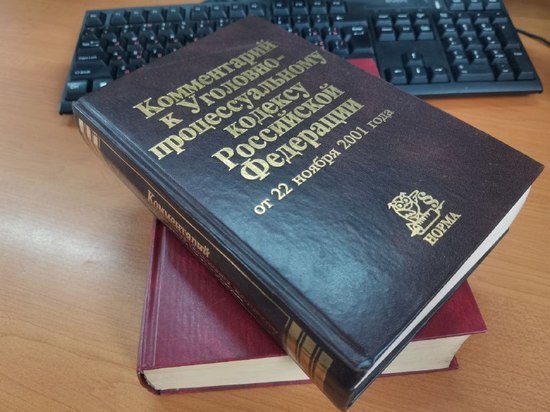 Комментарий
к Уголовно-
процессуальному
кодексу
Российской
Федерации
от 22 ноября 2001 года
НОРМА
Комментарий